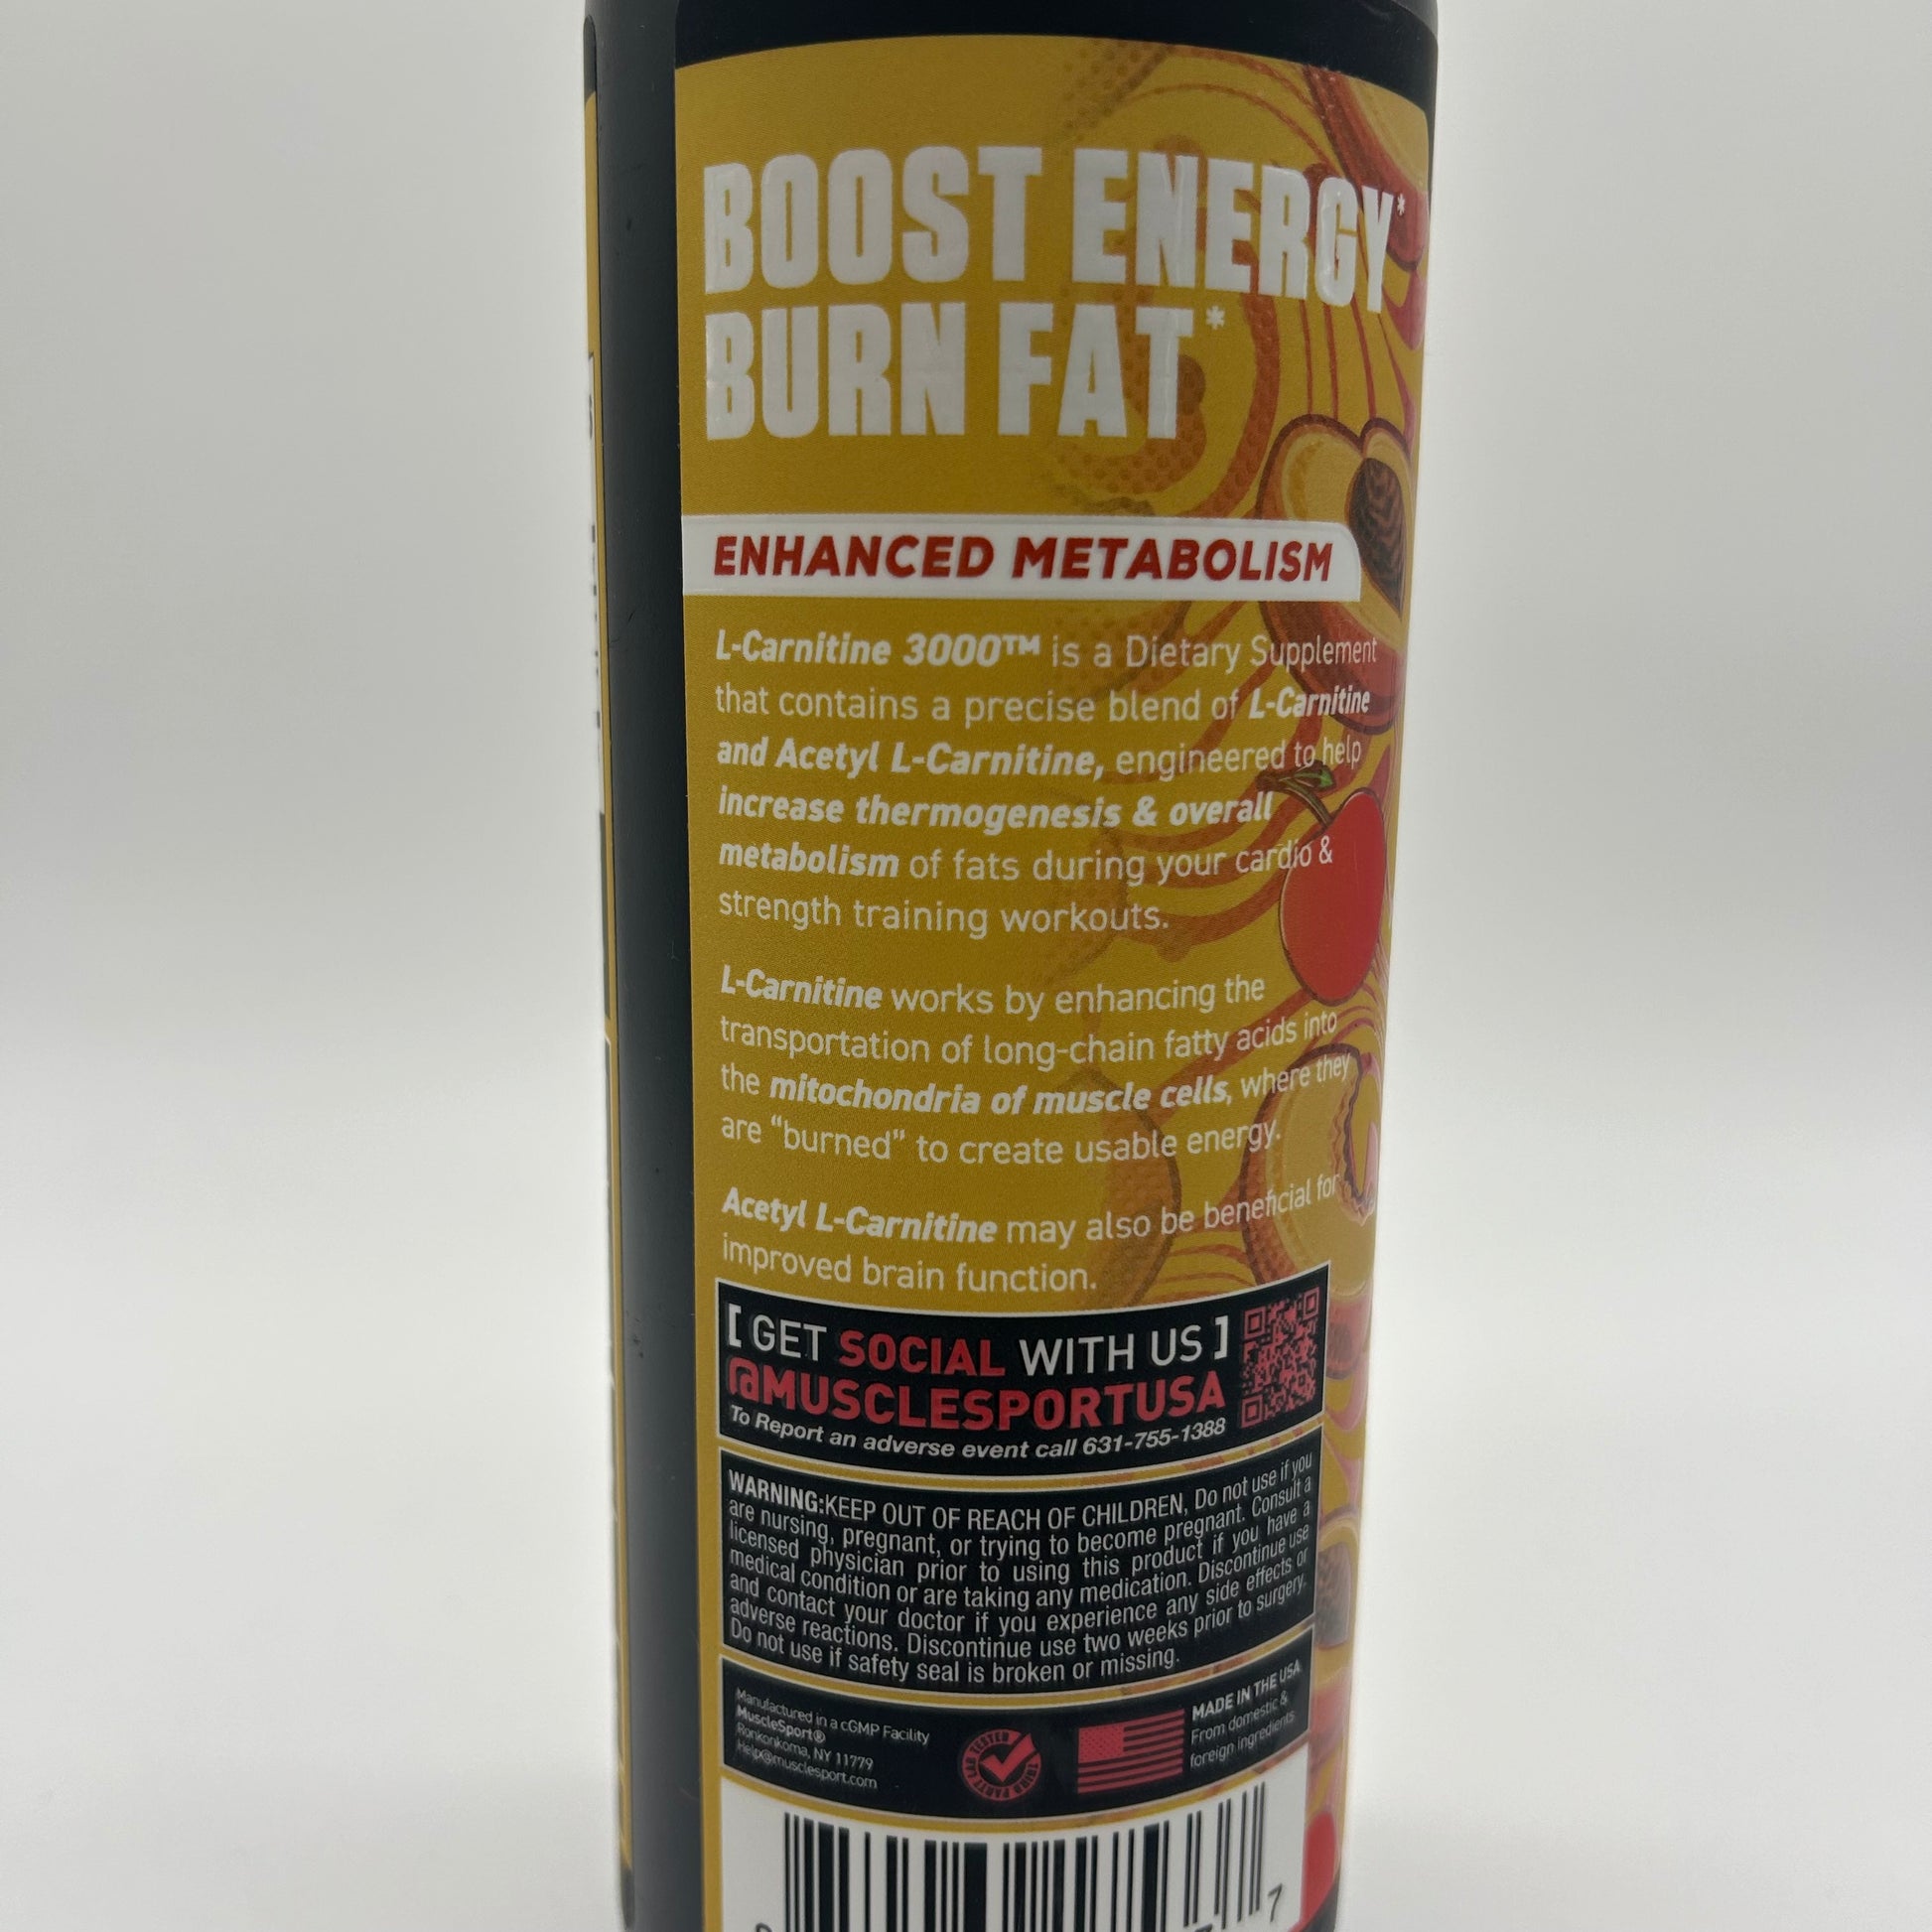 BOOST ENERGY*
BURN FAT*
ENHANCED METABOLISM
L-Carnitine 3000™ is a Dietary Supplement
that contains a precise blend of L-Carnitine
and Acetyl L-Carnitine, engineered to help
increase thermogenesis & overall
metabolism of fats during your cardio &
strength training workouts.
L-Carnitine works by enhancing the
transportation of long-chain fatty acids into
the mitochondria of muscle cells, where they
are “burned” to create usable energy.
Acetyl L-Carnitine may also be beneficial for
improved brain function.
[ GET SOCIAL WITH US ]
@MUSCLESPORTUSA
To Report an adverse event call 631-755-1388
WARNING:KEEP OUT OF REACH OF CHILDREN, Do not use if you
are nursing, pregnant, or trying to become pregnant. Consult a
licensed physician prior to using this product if you have a
medical condition or are taking any medication. Discontinue use
and contact your doctor if you experience any side effects or
adverse reactions. Discontinue use two weeks prior to surgery.
Do not use if safety seal is broken or missing.
Manufactured in a cGMP Facility
MuscleSport®
Ronkonkoma, NY 11779
Help@musclesport.com
THIRD PARTY LAB TESTED
MADE IN THE USA
From domestic &
foreign ingredients
7